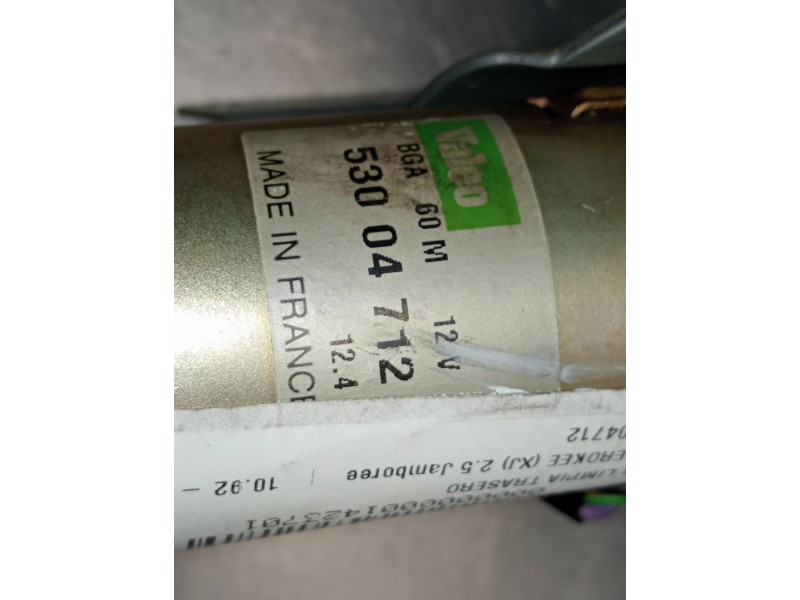 Valeo
BGA 60 M 12 V
530 04 712
12.4
MADE IN FRANCE
LIMPIA TRASERO
(XJ) 2.5 Jamboree
10.92 -
04712